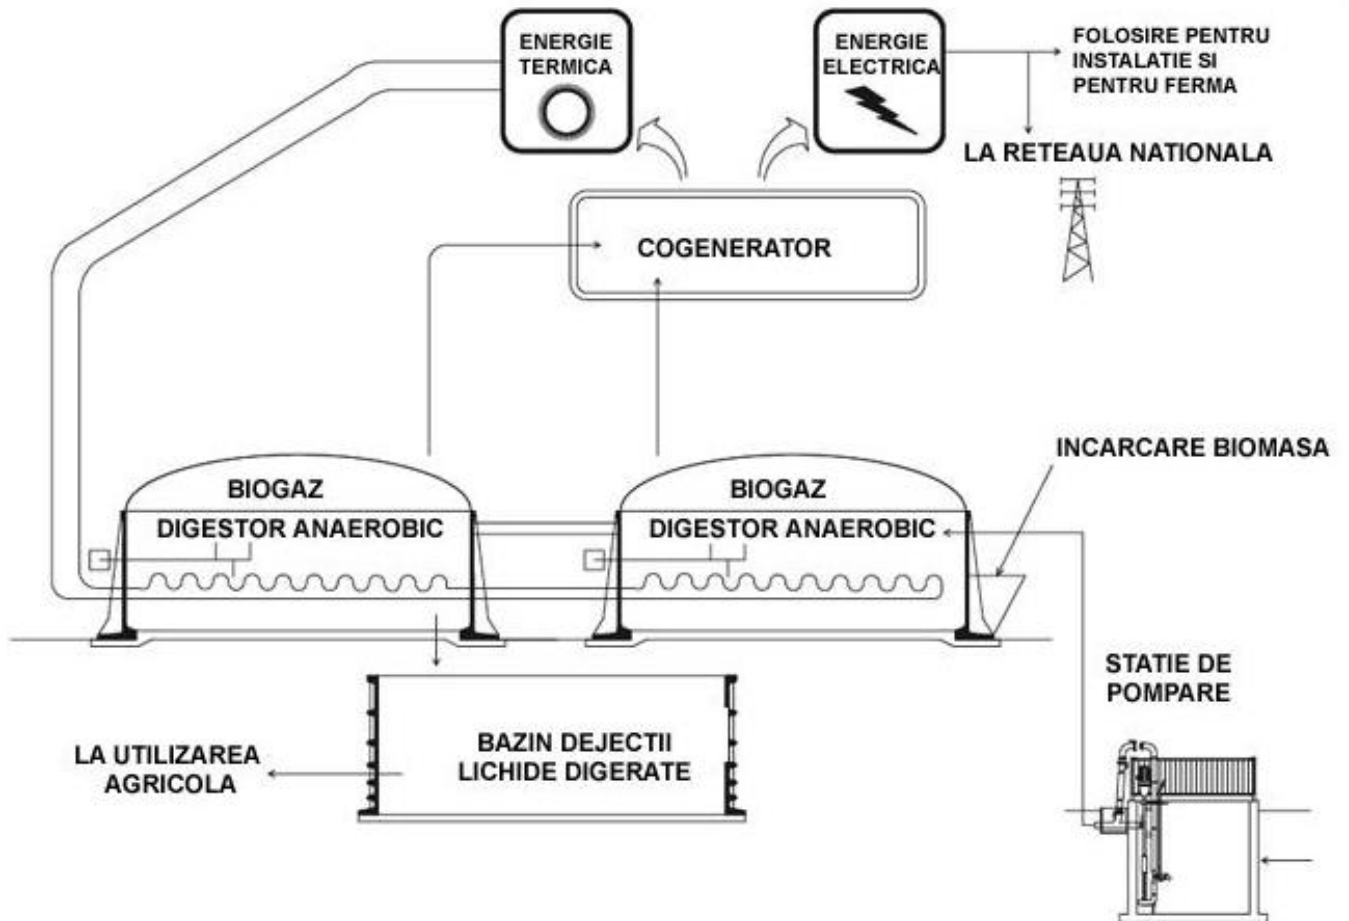 ENERGIE
TERMICA
ENERGIE
ELECTRICA
FOLOSIRE PENTRU
INSTALATIE SI
PENTRU FERMA
LA RETEAUA NATIONALA
COGENERATOR
INCARCARE BIOMASA
BIOGAZ
DIGESTOR ANAEROBIC
BIOGAZ
DIGESTOR ANAEROBIC
STATIE DE
POMPARE
BAZIN DEJECTII
LICHIDE DIGERATE
LA UTILIZAREA
AGRICOLA